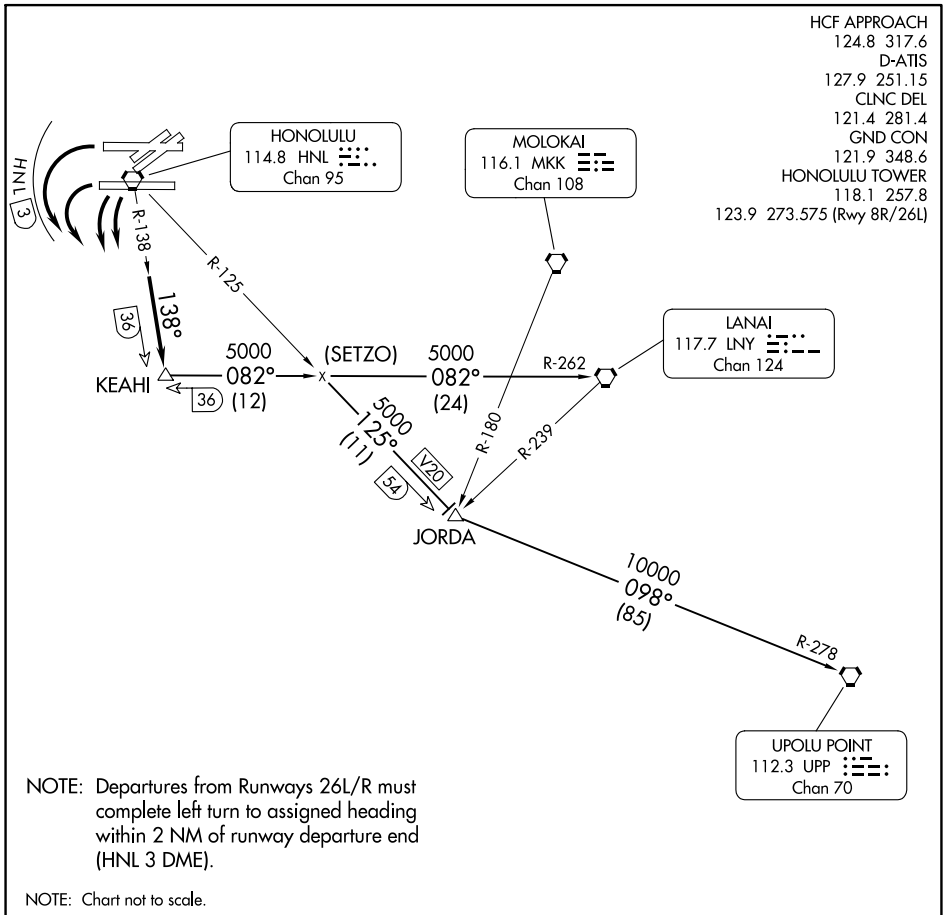 HCF APPROACH
124.8 317.6
D-ATIS
127.9 251.15
CLNC DEL
121.4 281.4
GND CON
121.9 348.6
HONOLULU TOWER
118.1 257.8
123.9 273.575 (Rwy 8R/26L)
HONOLULU
114.8 HNL
Chan 95
MOLOKAI
116.1 MKK
Chan 108
HNL 3
R-138
R-125
138°
36
KEAHI
36
5000
082°
(12)
(SETZO)
5000
082°
(24)
R-262
LANAI
117.7 LNY
Chan 124
5000
125°
(11)
V20
54
R-180
R-239
JORDA
10000
098°
(85)
R-278
UPOLU POINT
112.3 UPP
Chan 70
NOTE: Departures from Runways 26L/R must
complete left turn to assigned heading
within 2 NM of runway departure end
(HNL 3 DME).
NOTE: Chart not to scale.